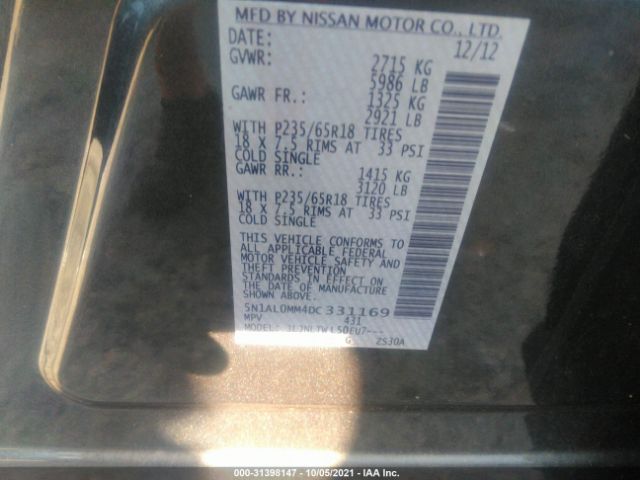 MFD BY NISSAN MOTOR CO., LTD.
DATE: 12/12
GVWR: 2715 KG
5986 LB
GAWR FR.: 1325 KG
2921 LB
WITH P235/65R18 TIRES
18 X 7.5 RIMS AT 33 PSI
COLD SINGLE
GAWR RR.: 1415 KG
3120 LB
WITH P235/65R18 TIRES
18 X 7.5 RIMS AT 33 PSI
COLD SINGLE
THIS VEHICLE CONFORMS TO
ALL APPLICABLE FEDERAL
MOTOR VEHICLE SAFETY AND
THEFT PREVENTION
STANDARDS IN EFFECT ON
THE DATE OF MANUFACTURE
SHOWN ABOVE.
5N1AL0MM4DC331169
MPV 431
MODEL:
G ZS30A
000-31398147 - 10/05/2021 - IAA Inc.